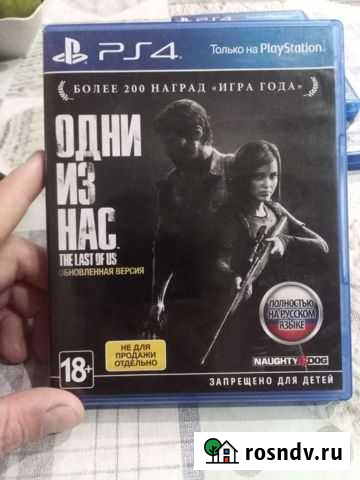 PS4
Только на PlayStation
БОЛЕЕ 200 НАГРАД «ИГРА ГОДА»
ОДНИ
ИЗ
НАС
THE LAST OF US
ОБНОВЛЕННАЯ ВЕРСИЯ
ПОЛНОСТЬЮ
НА РУССКОМ
ЯЗЫКЕ
НЕ ДЛЯ
ПРОДАЖИ
ОТДЕЛЬНО
NAUGHTY DOG
18+
ЗАПРЕЩЕНО ДЛЯ ДЕТЕЙ
rosndv.ru